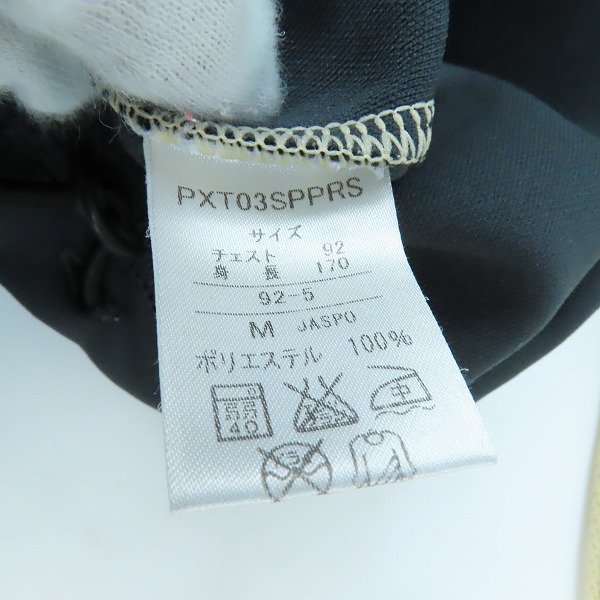 PXT03SPPRS
サイズ
チェスト 92
身長 170
92-5
M JASPO
ポリエステル 100%
弱 40 中